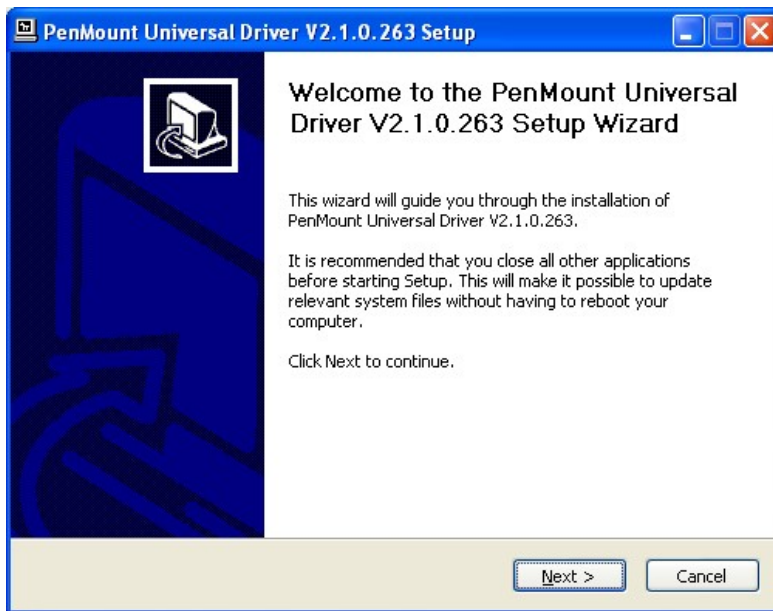 PenMount Universal Driver V2.1.0.263 Setup
Welcome to the PenMount Universal
Driver V2.1.0.263 Setup Wizard
This wizard will guide you through the installation of
PenMount Universal Driver V2.1.0.263.
It is recommended that you close all other applications
before starting Setup. This will make it possible to update
relevant system files without having to reboot your
computer.
Click Next to continue.
Next >
Cancel